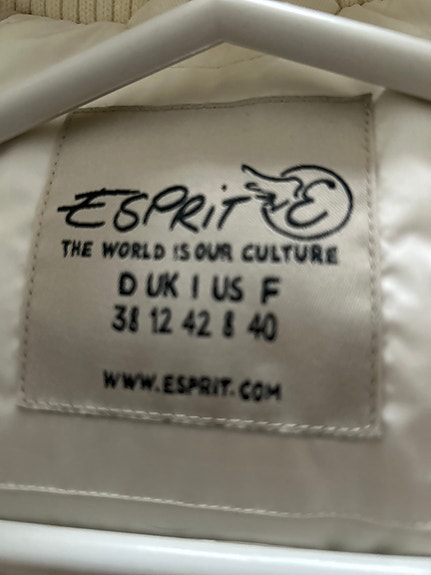 ESPRIT E
THE WORLD IS OUR CULTURE
D UK I US F
38 12 42 8 40
WWW.ESPRIT.COM